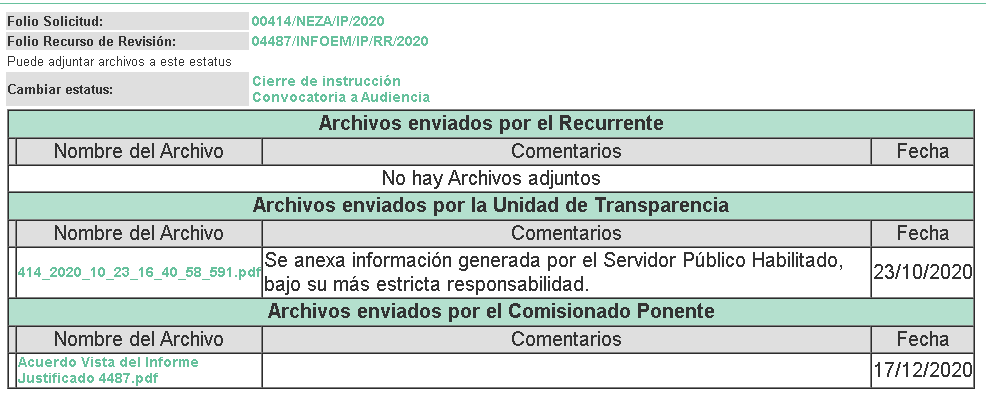 Folio Solicitud: 00414/NEZA/IP/2020
Folio Recurso de Revisión: 04487/INFOEM/IP/RR/2020
Puede adjuntar archivos a este estatus
Cambiar estatus: Cierre de instrucción
Convocatoria a Audiencia
Archivos enviados por el Recurrente
Nombre del Archivo Comentarios Fecha
No hay Archivos adjuntos
Archivos enviados por la Unidad de Transparencia
Nombre del Archivo Comentarios Fecha
414_2020_10_23_16_40_58_591.pdf Se anexa información generada por el Servidor Público Habilitado, 23/10/2020
bajo su más estricta responsabilidad.
Archivos enviados por el Comisionado Ponente
Nombre del Archivo Comentarios Fecha
Acuerdo Vista del Informe 17/12/2020
Justificado 4487.pdf